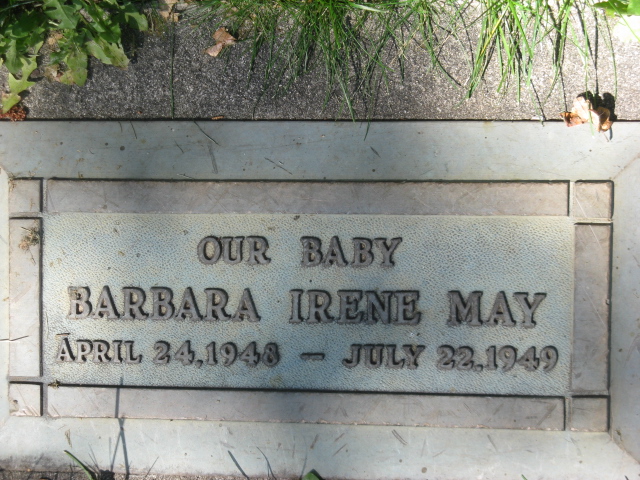 OUR BABY
BARBARA IRENE MAY
APRIL 24,1948 — JULY 22,1949